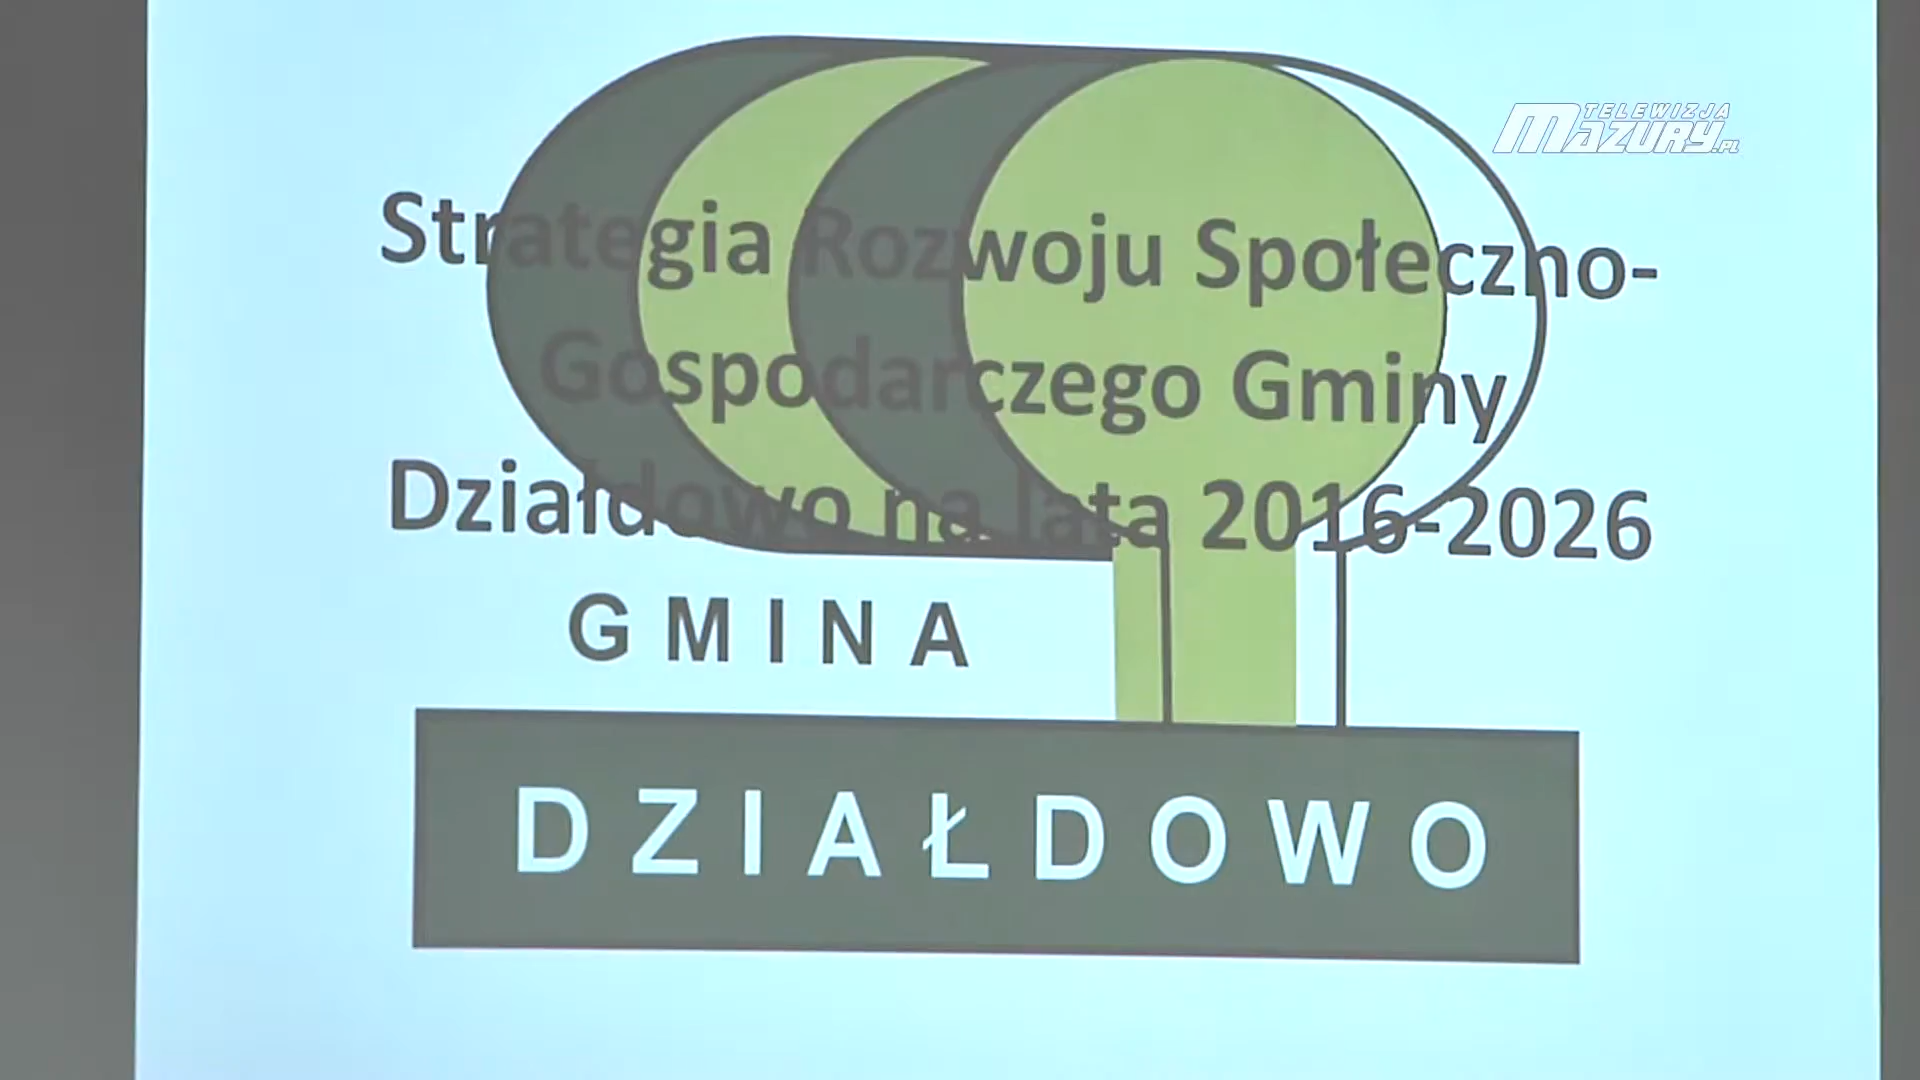 TELEWIZJA
MAZURY.PL
Strategia Rozwoju Społeczno-
Gospodarczego Gminy
Działdowo na lata 2016-2026
GMINA
DZIAŁDOWO